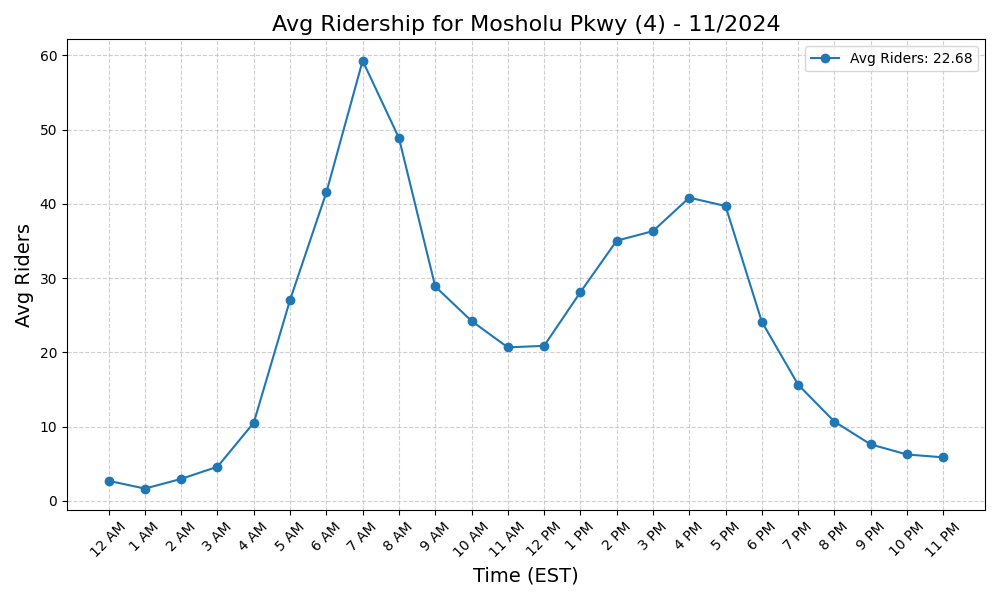 Avg Ridership for Mosholu Pkwy (4) - 11/2024
Avg Riders: 22.68
Avg Riders
60
50
40
30
20
10
0
12 AM
1 AM
2 AM
3 AM
4 AM
5 AM
6 AM
7 AM
8 AM
9 AM
10 AM
11 AM
12 PM
1 PM
2 PM
3 PM
4 PM
5 PM
6 PM
7 PM
8 PM
9 PM
10 PM
11 PM
Time (EST)